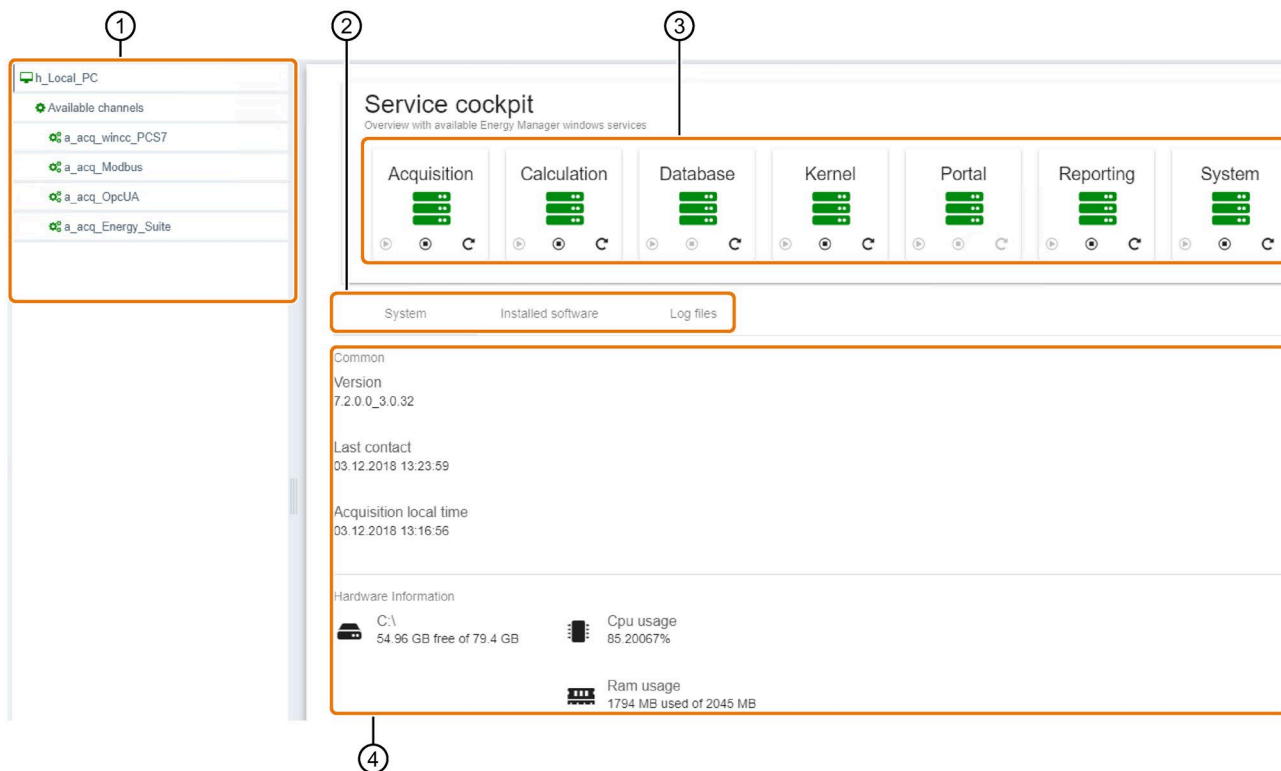 1
2
3
h_Local_PC
Available channels
a_acq_wincc_PCS7
a_acq_Modbus
a_acq_OpcUA
a_acq_Energy_Suite
Service cockpit
Overview with available Energy Manager windows services
Acquisition
Calculation
Database
Kernel
Portal
Reporting
System
System
Installed software
Log files
Common
Version
7.2.0.0_3.0.32
Last contact
03.12.2018 13:23:59
Acquisition local time
03.12.2018 13:16:56
Hardware Information
C:\
54.96 GB free of 79.4 GB
Cpu usage
85.20067%
Ram usage
1794 MB used of 2045 MB
4